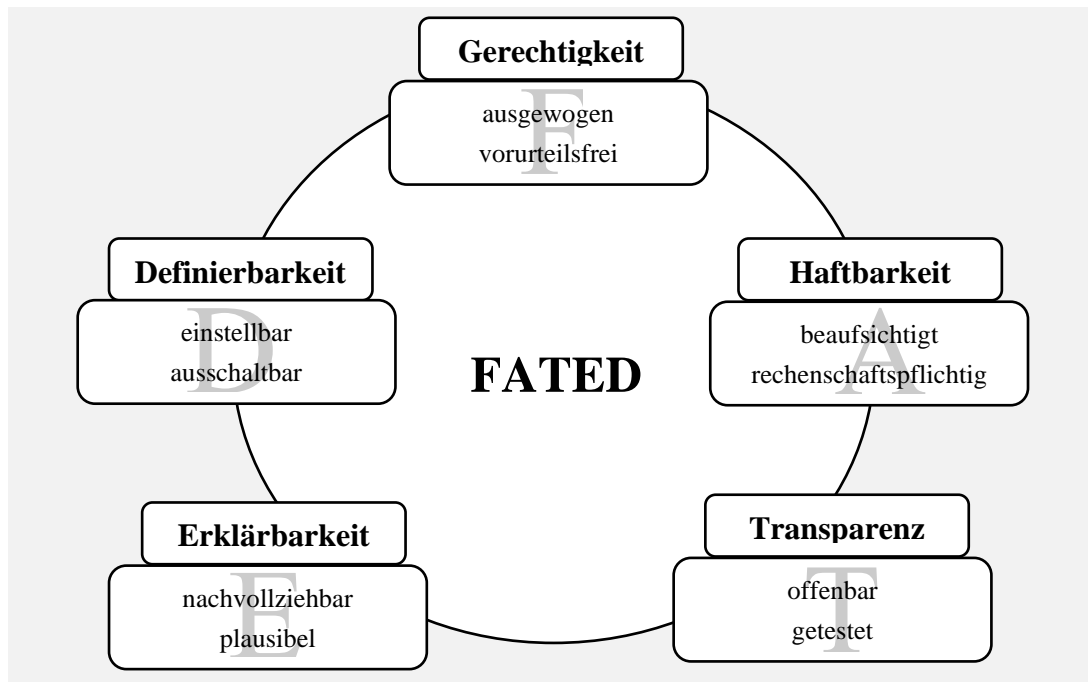 Gerechtigkeit
F
ausgewogen
vorurteilsfrei
Definierbarkeit
D
einstellbar
ausschaltbar
Haftbarkeit
A
beaufsichtigt
rechenschaftspflichtig
FATED
Erklärbarkeit
E
nachvollziehbar
plausibel
Transparenz
T
offenbar
getestet